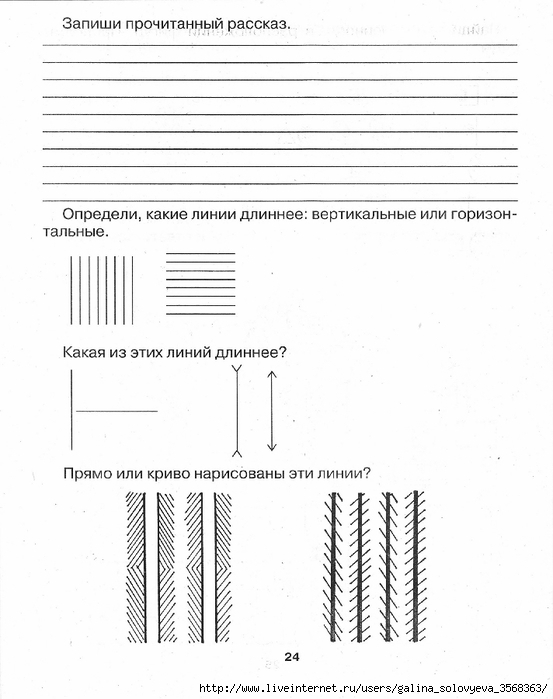 Запиши прочитанный рассказ.
Определи, какие линии длиннее: вертикальные или горизон-
тальные.
Какая из этих линий длиннее?
Прямо или криво нарисованы эти линии?
24
http://www.liveinternet.ru/users/galina_solovyeva_3568363/